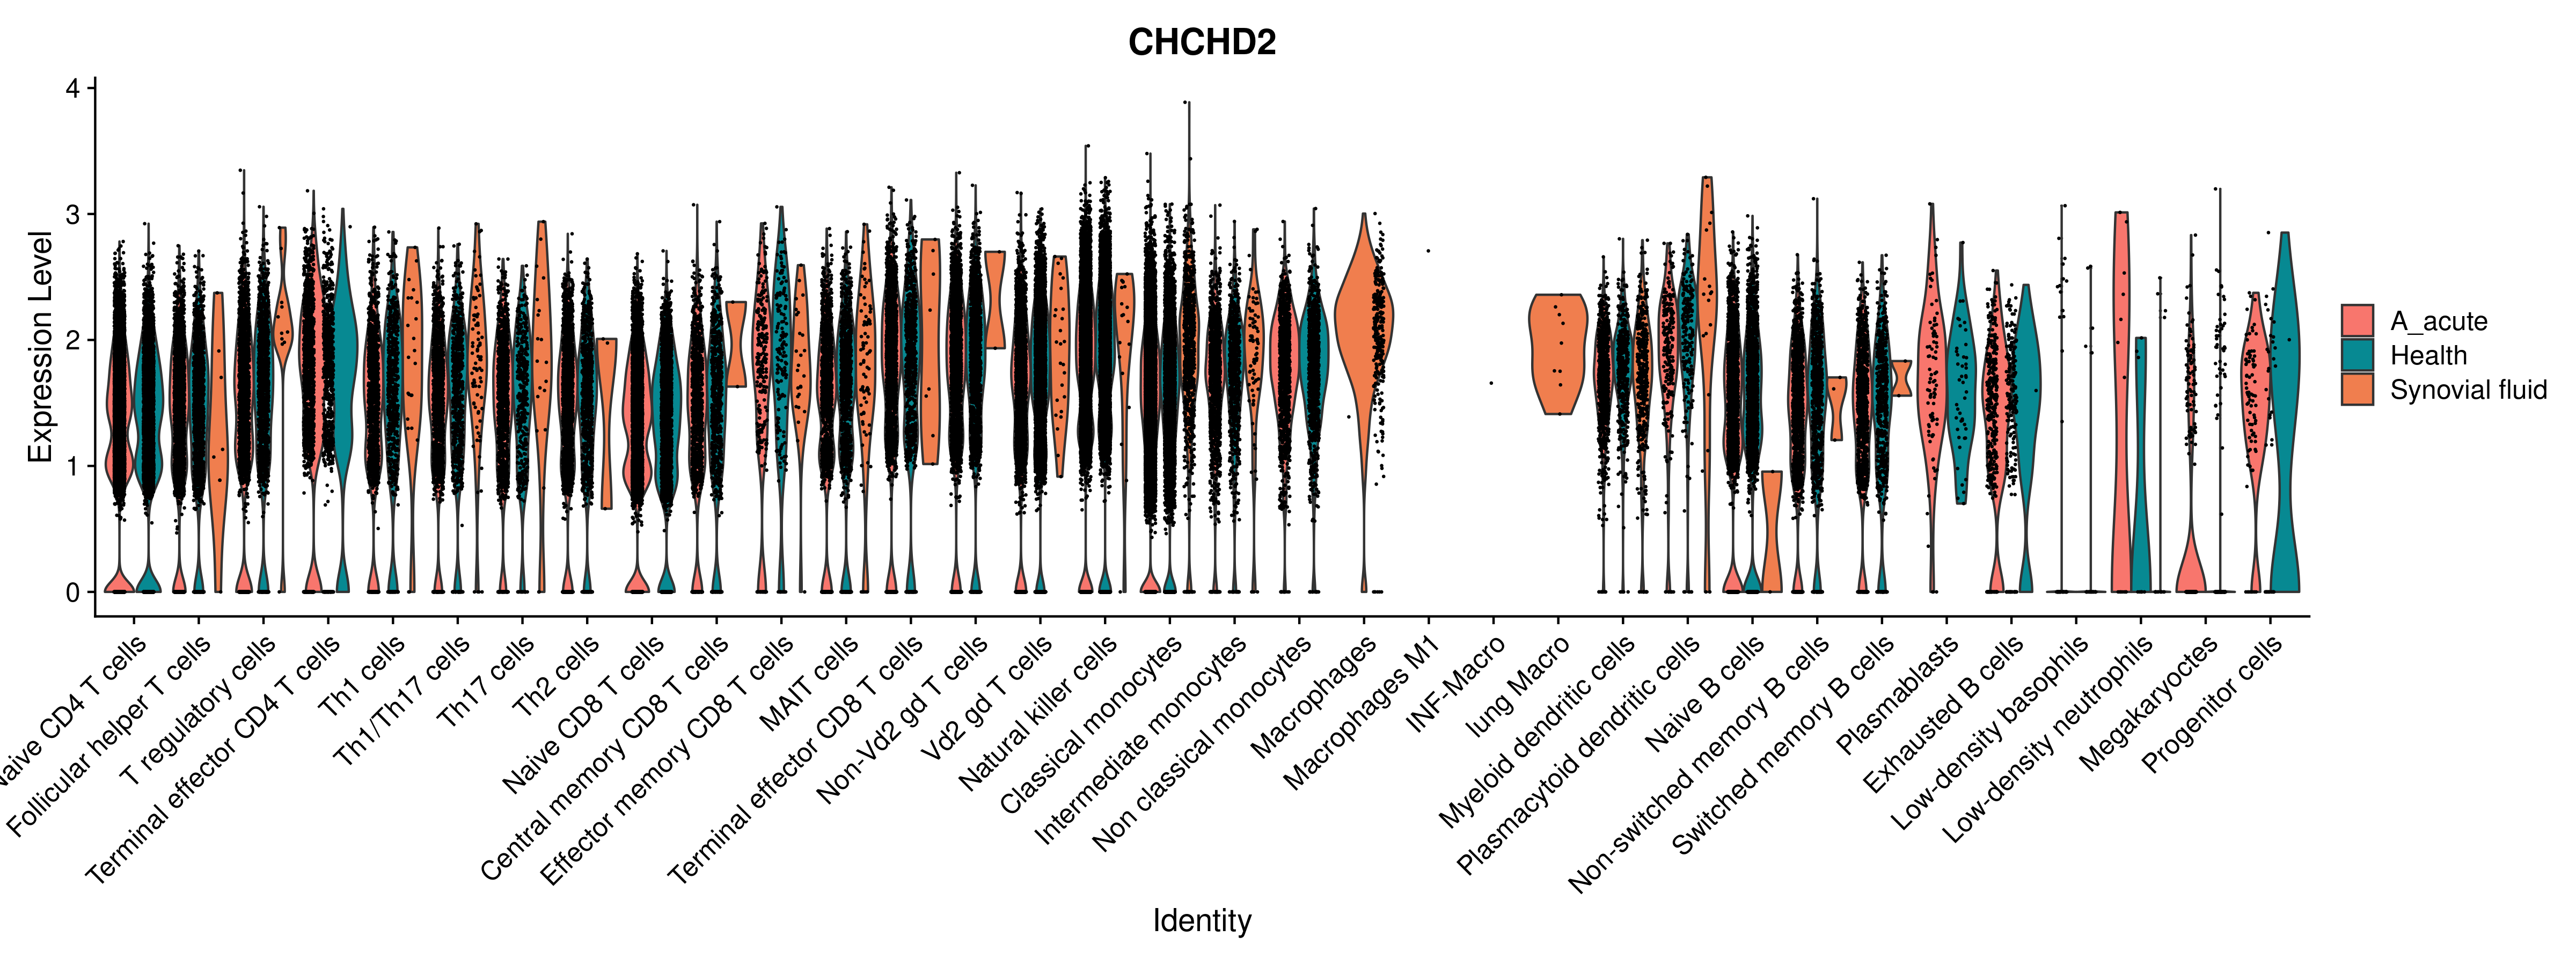 CHCHD2
Expression Level
4
3
2
1
0
Naive CD4 T cells
Follicular helper T cells
T regulatory cells
Terminal effector CD4 T cells
Th1 cells
Th1/Th17 cells
Th17 cells
Th2 cells
Naive CD8 T cells
Central memory CD8 T cells
Effector memory CD8 T cells
MAIT cells
Terminal effector CD8 T cells
Non-Vd2 gd T cells
Vd2 gd T cells
Natural killer cells
Classical monocytes
Intermediate monocytes
Non classical monocytes
Macrophages
Macrophages M1
INF-Macro
lung Macro
Myeloid dendritic cells
Plasmacytoid dendritic cells
Naive B cells
Non-switched memory B cells
Switched memory B cells
Plasmablasts
Exhausted B cells
Low-density basophils
Low-density neutrophils
Megakaryoctes
Progenitor cells
Identity
A_acute
Health
Synovial fluid